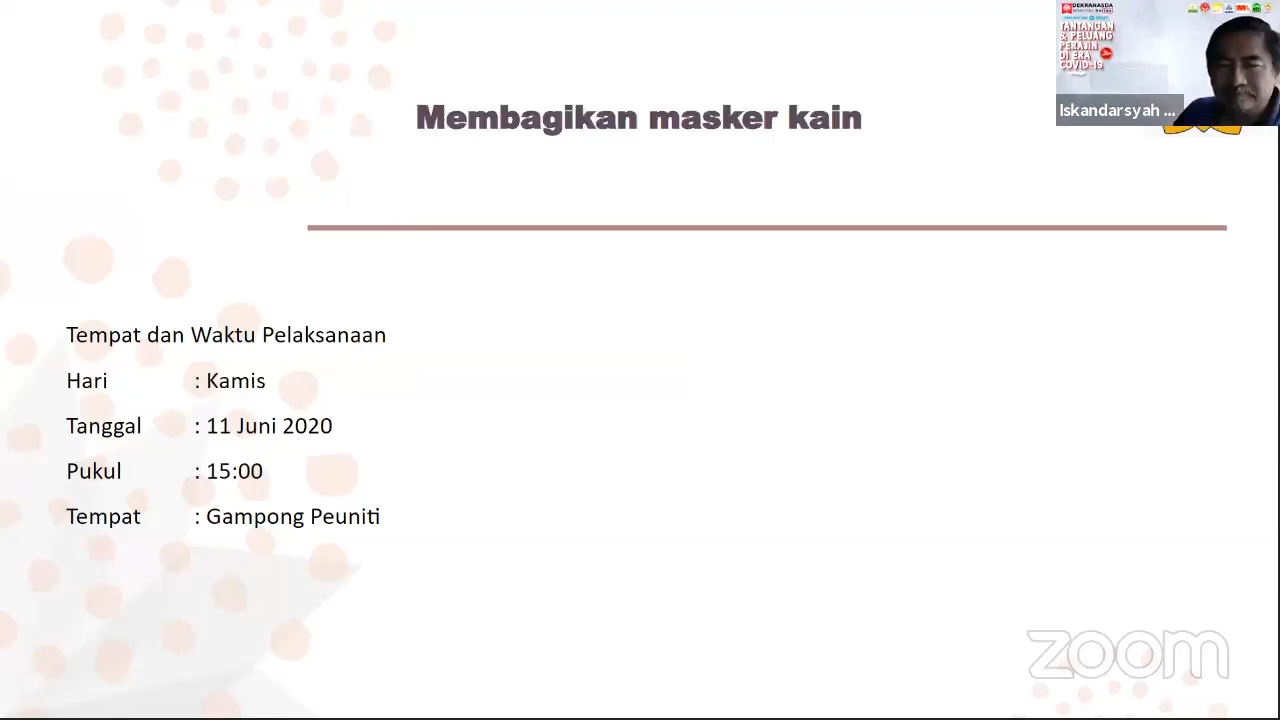 DEKRANASDA
TANTANGAN
& PELUANG
PERAJIN
DI ERA
COVID-19
Iskandarsyah ...
Membagikan masker kain
Tempat dan Waktu Pelaksanaan
Hari : Kamis
Tanggal : 11 Juni 2020
Pukul : 15:00
Tempat : Gampong Peuniti
zoom